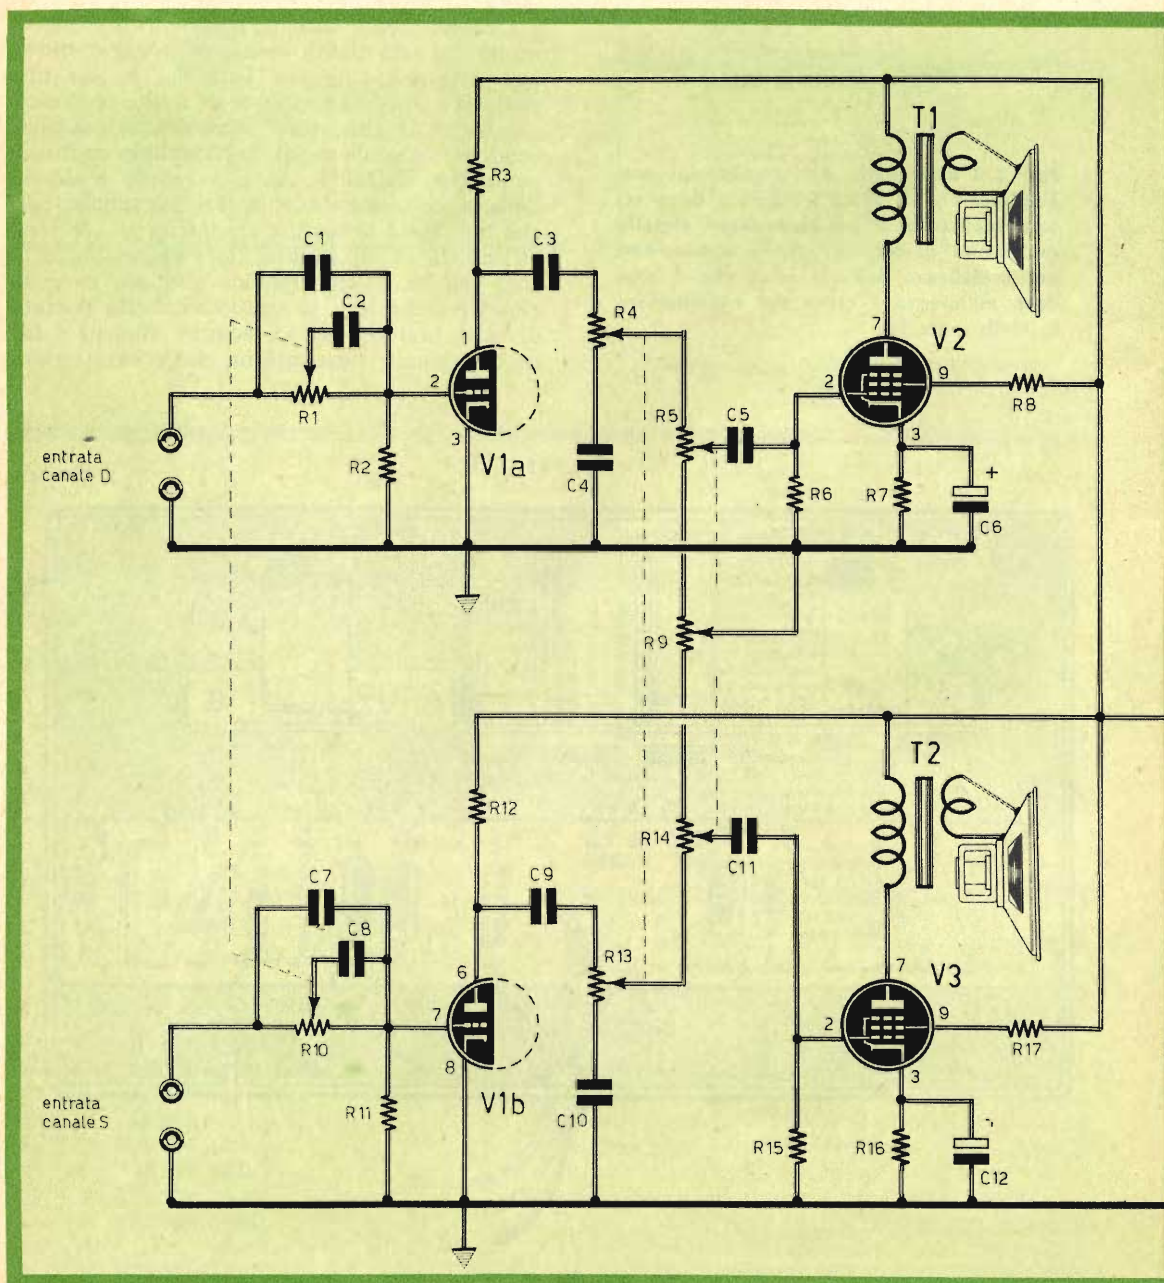 T1
R3
C1
C3
C2
R4
1
7
V2
2
2
9
R1
R5
C5
R8
3
3
entrata
canale D
R2
V1a
C4
R6
R7
+
C6
R9
T2
R12
R14
C11
C7
C9
C8
R13
6
7
V3
7
2
9
R10
R17
8
3
entrata
canale S
R11
V1b
C10
R15
R16
C12